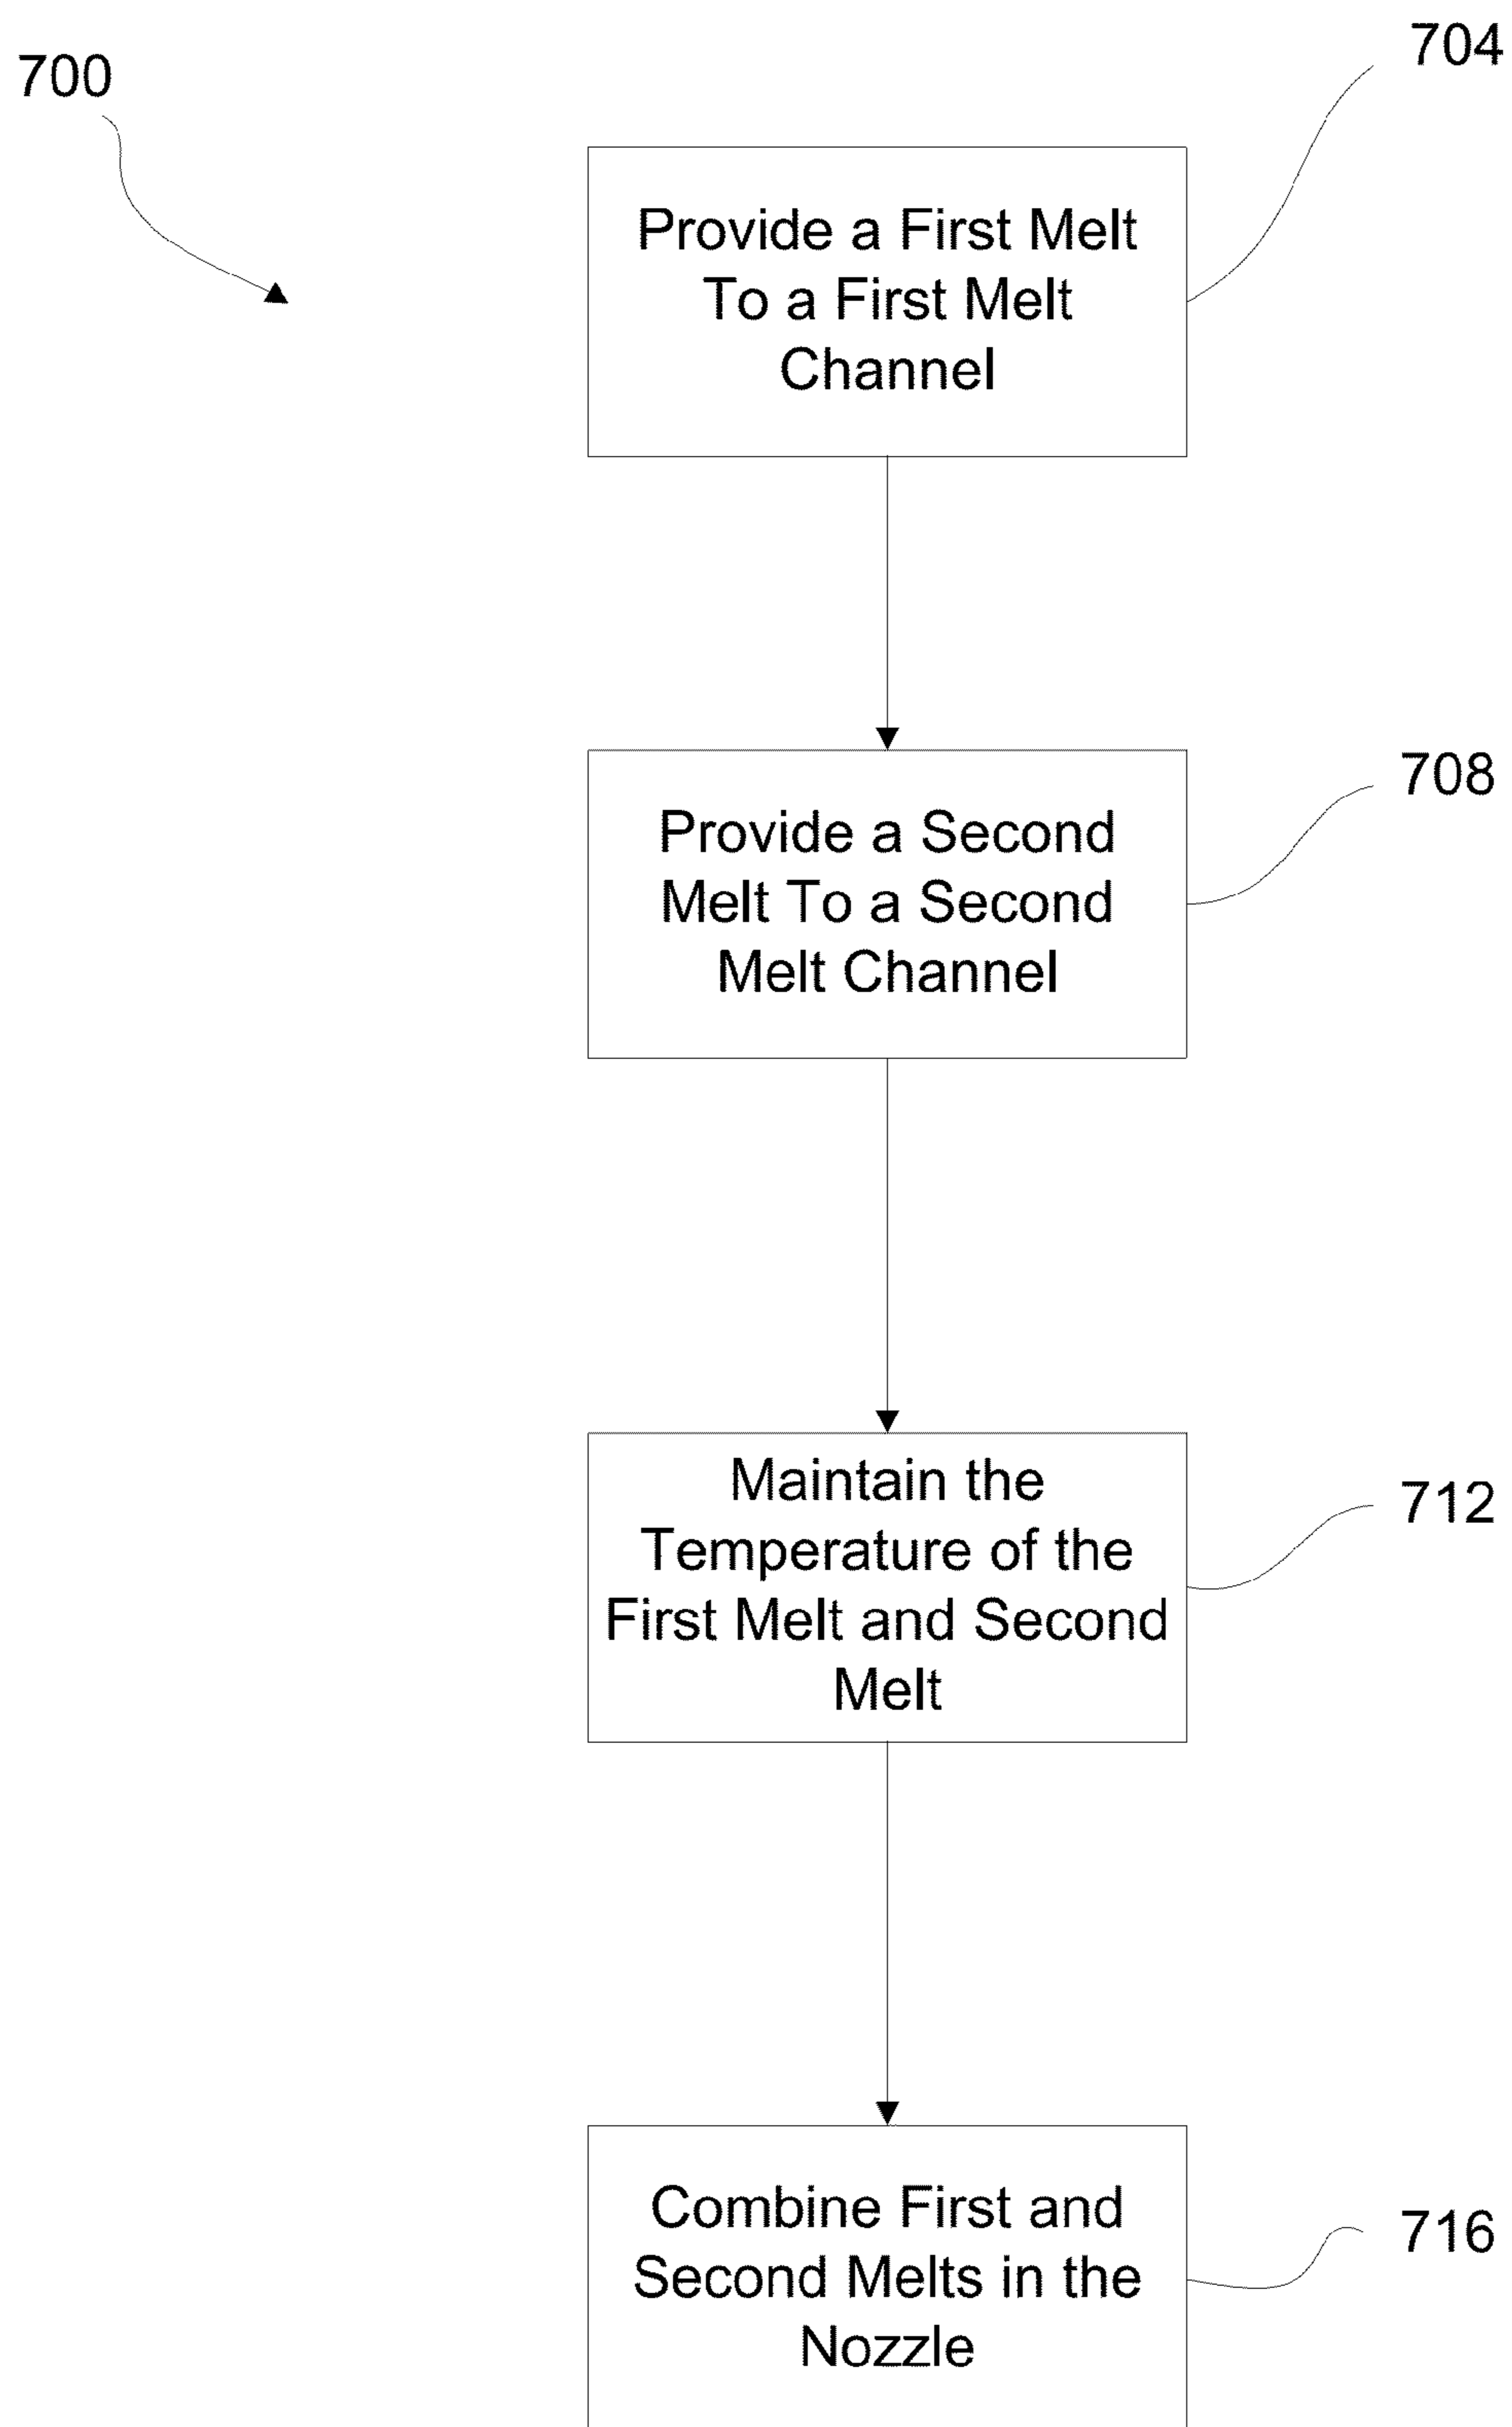 704
700
Provide a First Melt
To a First Melt
Channel
708
Provide a Second
Melt To a Second
Melt Channel
Maintain the
712
Temperature of the
First Melt and Second
Melt
Combine First and
716
Second Melts in the
Nozzle